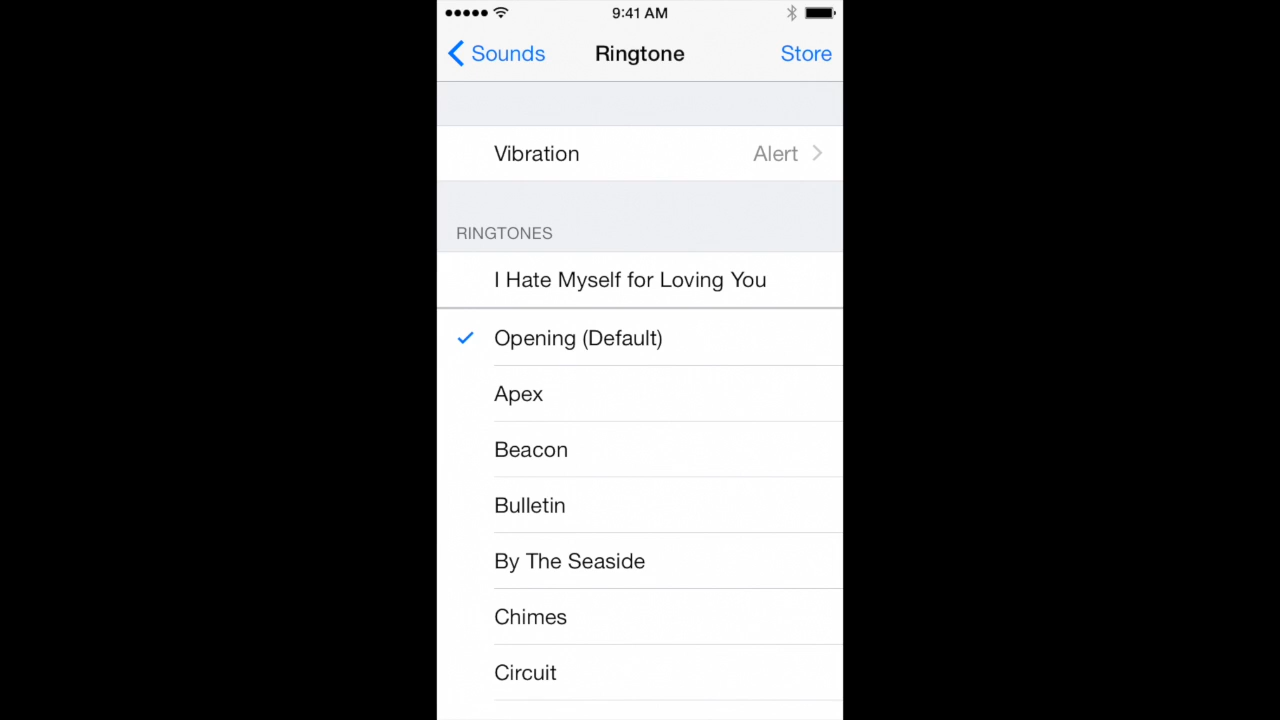 9:41 AM
Sounds Ringtone Store
Vibration Alert
RINGTONES
I Hate Myself for Loving You
Opening (Default)
Apex
Beacon
Bulletin
By The Seaside
Chimes
Circuit